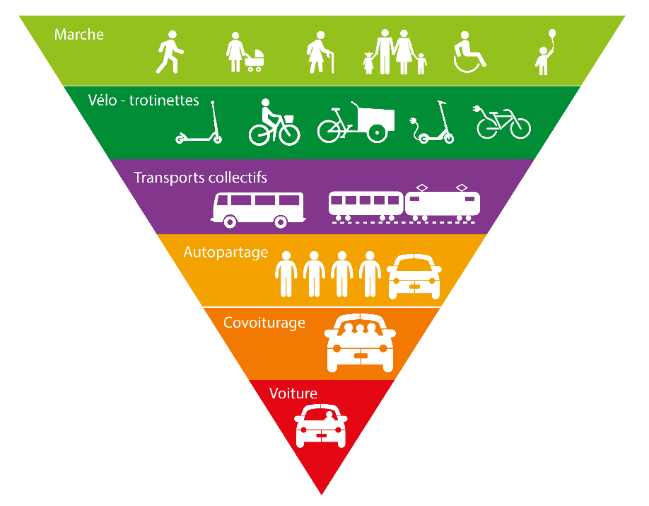 Marche
Vélo - trotinettes
Transports collectifs
Autopartage
Covoiturage
Voiture